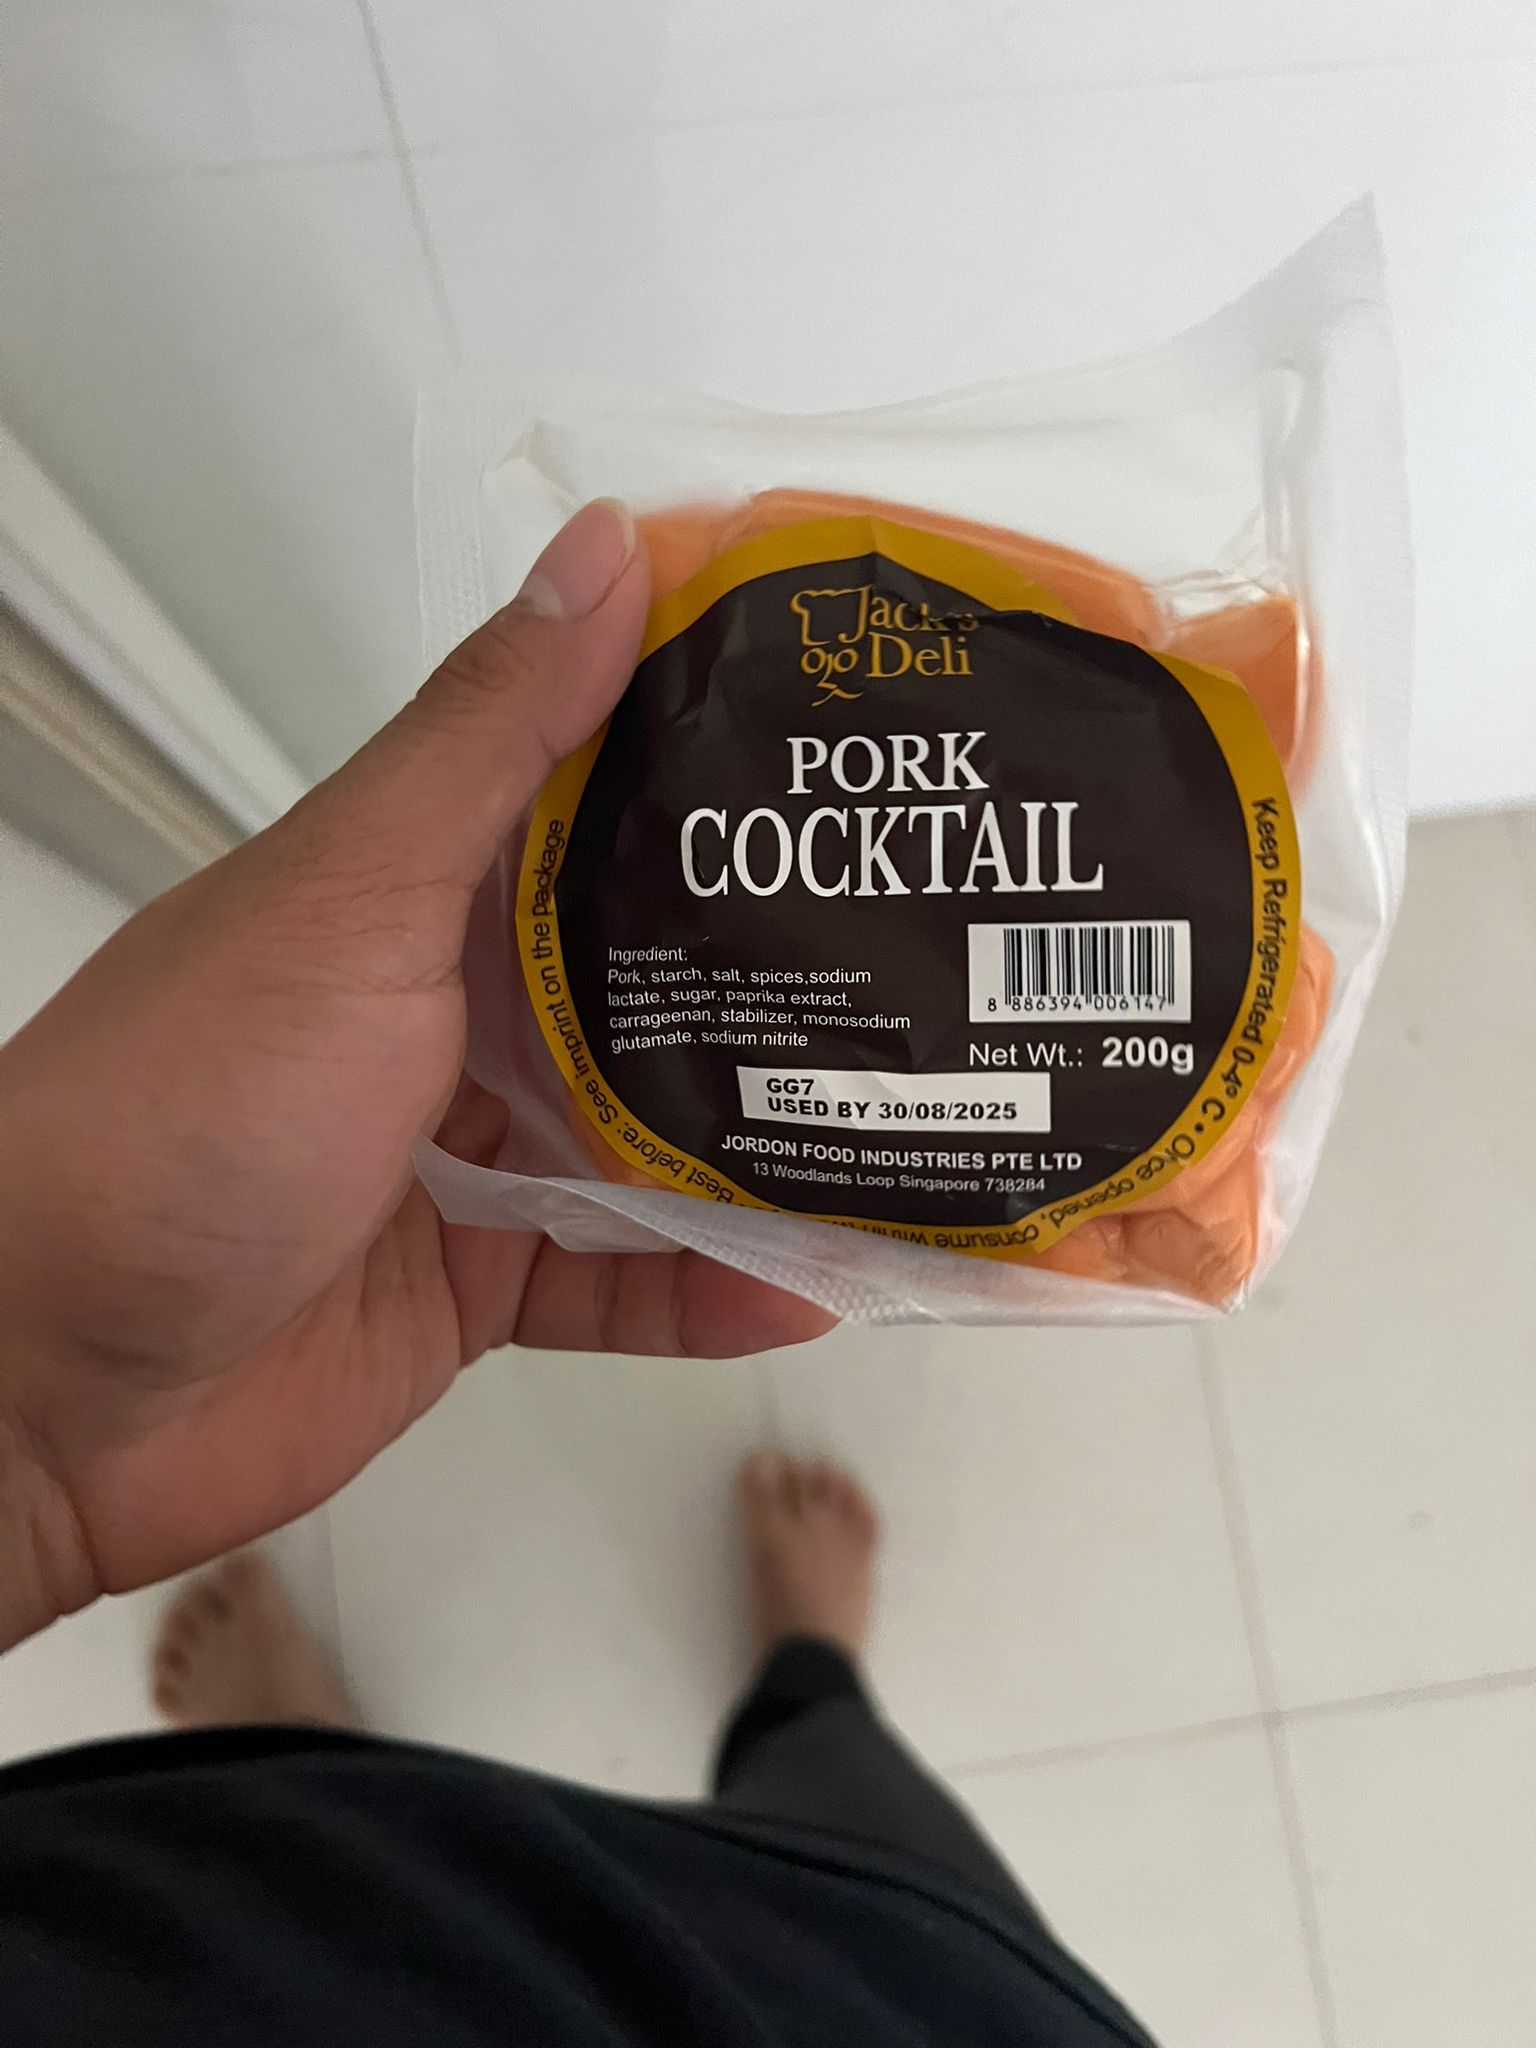 Jack's
Deli
PORK
COCKTAIL
Ingredient:
Pork, starch, salt, spices,sodium
lactate, sugar, paprika extract,
carrageenan, stabilizer, monosodium
glutamate, sodium nitrite
8 886394 006147
Net Wt.: 200g
GG7
USED BY 30/08/2025
JORDON FOOD INDUSTRIES PTE LTD
13 Woodlands Loop Singapore 738284
Keep Refrigerated 0-4° C • Once opened, consume within
Best before: See imprint on the package